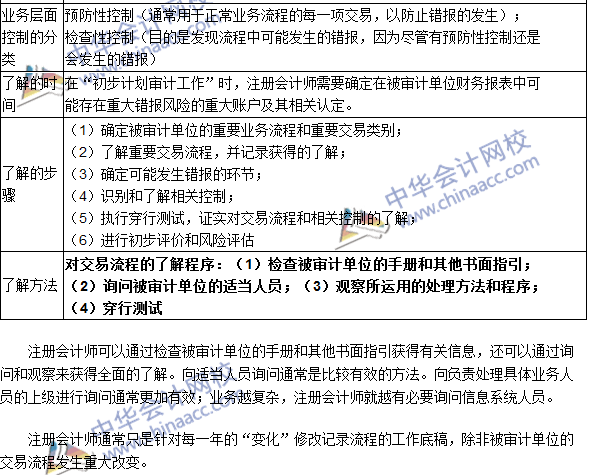 业务层面
控制的分
类
预防性控制（通常用于正常业务流程的每一项交易，以防止错报的发生）；
检查性控制（目的是发现流程中可能发生的错报，因为尽管有预防性控制还是
会发生的错报）
了解的时
间
在“初步计划审计工作”时，注册会计师需要确定在被审计单位财务报表中可
能存在重大错报风险的重大账户及其相关认定。
了解的步
骤
（1）确定被审计单位的重要业务流程和重要交易类别；
（2）了解重要交易流程，并记录获得的了解；
（3）确定可能发生错报的环节；
（4）识别和了解相关控制；
（5）执行穿行测试，证实对交易流程和相关控制的了解；
（6）进行初步评价和风险评估
了解方法
对交易流程的了解程序：（1）检查被审计单位的手册和其他书面指引；
（2）询问被审计单位的适当人员；（3）观察所运用的处理方法和程序；
（4）穿行测试
注册会计师可以通过检查被审计单位的手册和其他书面指引获得有关信息，还可以通过询
问和观察来获得全面的了解。向适当人员询问通常是比较有效的方法。向负责处理具体业务人
员的上级进行询问通常更加有效；业务越复杂，注册会计师就越有必要询问信息系统人员。
注册会计师通常只是针对每一年的“变化”修改记录流程的工作底稿，除非被审计单位的
交易流程发生重大改变。
中华会计网校
www.chinaacc.com
中华会计网校
www.chinaacc.com
中华会计网校
www.chinaacc.com